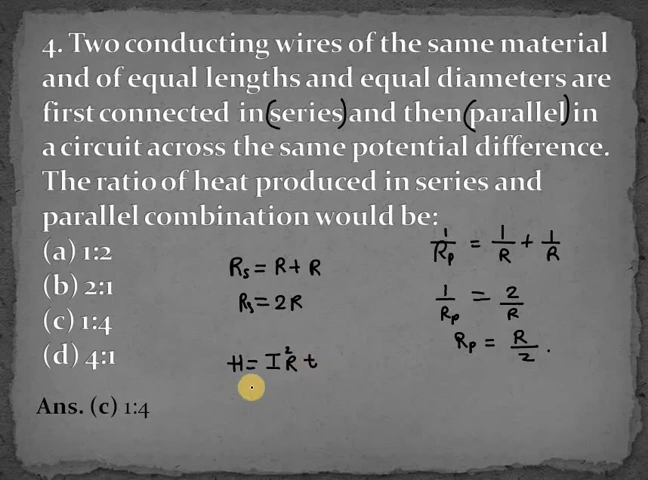 4. Two conducting wires of the same material
and of equal lengths and equal diameters are
first connected in (series) and then (parallel) in
a circuit across the same potential difference.
The ratio of heat produced in series and
parallel combination would be:
(a) 1:2
(b) 2:1
(c) 1:4
(d) 4:1
Ans. (c) 1:4
Rs = R + R
Rs = 2R
H = I²R t
1/Rp = 1/R + 1/R
1/Rp = 2/R
Rp = R/2.